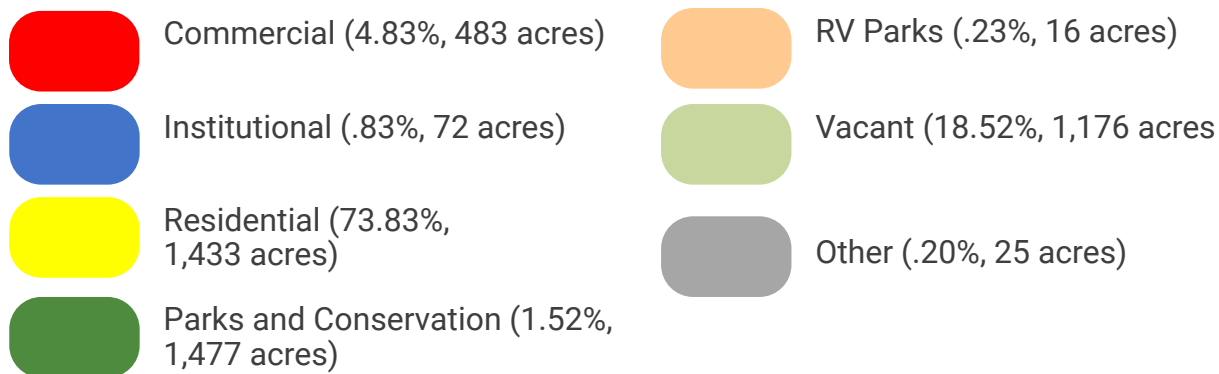 Commercial (4.83%, 483 acres)
Institutional (.83%, 72 acres)
Residential (73.83%,
1,433 acres)
Parks and Conservation (1.52%,
1,477 acres)
RV Parks (.23%, 16 acres)
Vacant (18.52%, 1,176 acres
Other (.20%, 25 acres)